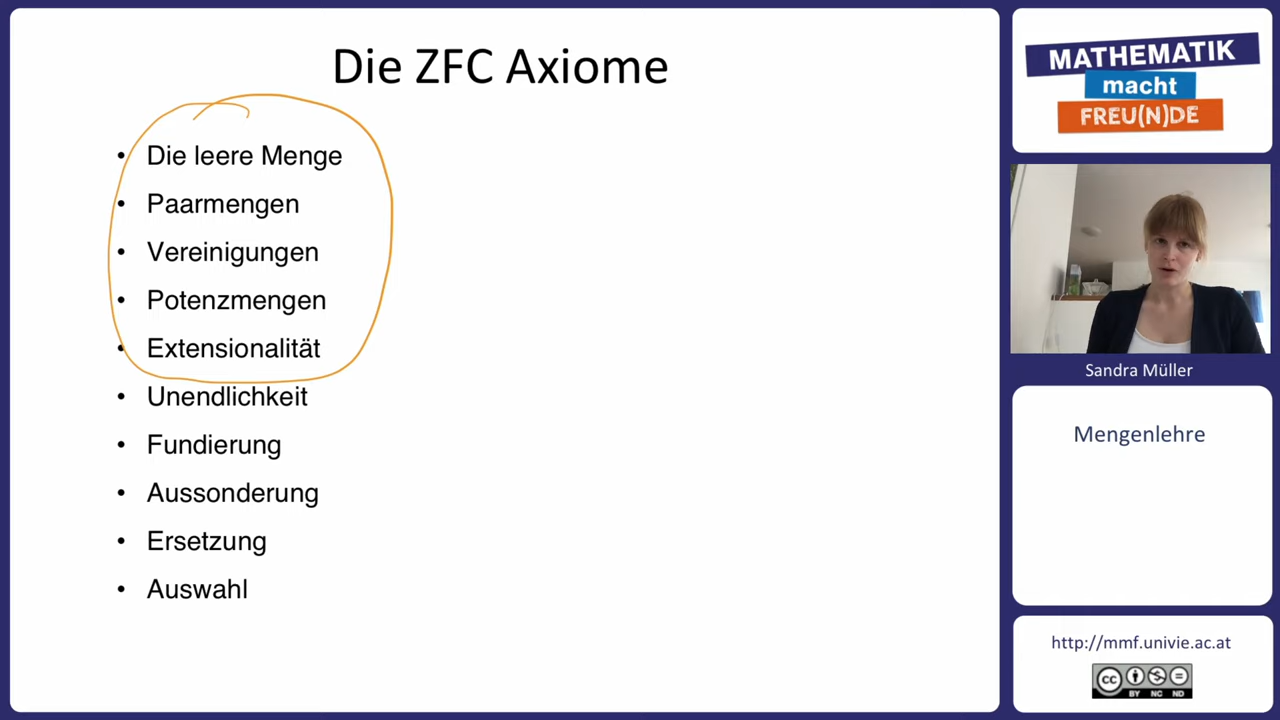 Die ZFC Axiome
• Die leere Menge
• Paarmengen
• Vereinigungen
• Potenzmengen
• Extensionalität
• Unendlichkeit
• Fundierung
• Aussonderung
• Ersetzung
• Auswahl
MATHEMATIK
macht
FREU(N)DE
Sandra Müller
Mengenlehre
http://mmf.univie.ac.at
cc
BY NC ND